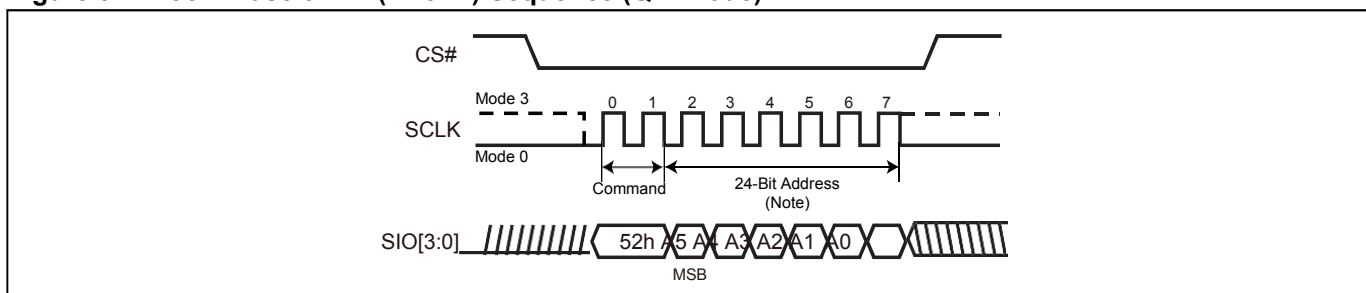 CS#
Mode 3
0 1 2 3 4 5 6 7
SCLK
Mode 0
Command
24-Bit Address
(Note)
SIO[3:0]
52h A5 A4 A3 A2 A1 A0
MSB